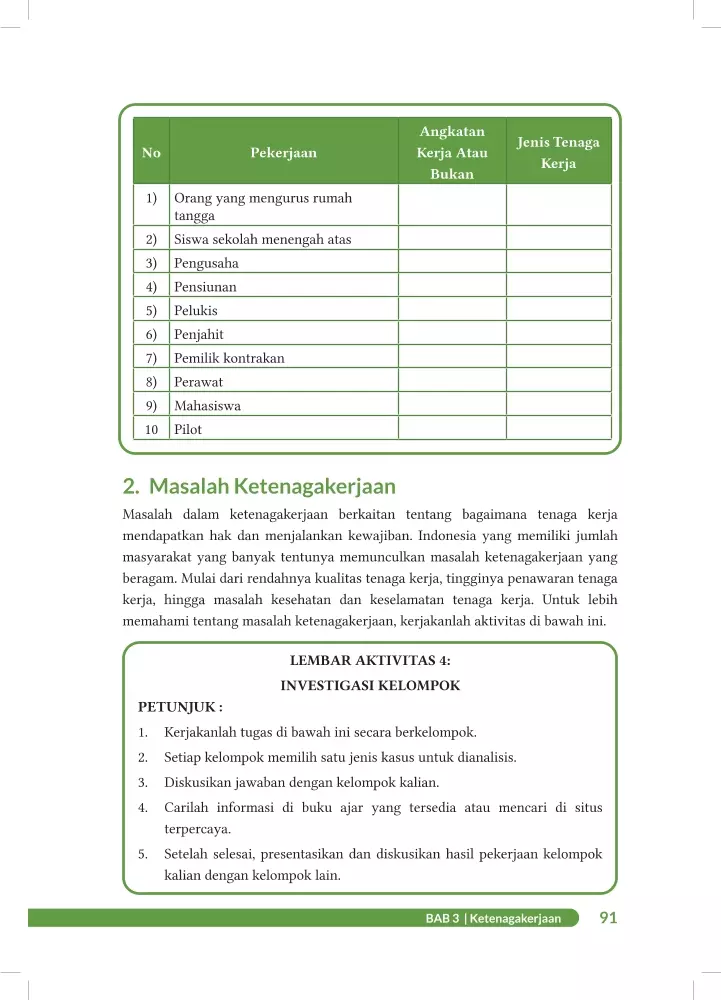 No Pekerjaan Angkatan Kerja Atau Bukan Jenis Tenaga Kerja
1) Orang yang mengurus rumah
tangga
2) Siswa sekolah menengah atas
3) Pengusaha
4) Pensiunan
5) Pelukis
6) Penjahit
7) Pemilik kontrakan
8) Perawat
9) Mahasiswa
10 Pilot
2. Masalah Ketenagakerjaan
Masalah dalam ketenagakerjaan berkaitan tentang bagaimana tenaga kerja
mendapatkan hak dan menjalankan kewajiban. Indonesia yang memiliki jumlah
masyarakat yang banyak tentunya memunculkan masalah ketenagakerjaan yang
beragam. Mulai dari rendahnya kualitas tenaga kerja, tingginya penawaran tenaga
kerja, hingga masalah kesehatan dan keselamatan tenaga kerja. Untuk lebih
memahami tentang masalah ketenagakerjaan, kerjakanlah aktivitas di bawah ini.
LEMBAR AKTIVITAS 4:
INVESTIGASI KELOMPOK
PETUNJUK :
1. Kerjakanlah tugas di bawah ini secara berkelompok.
2. Setiap kelompok memilih satu jenis kasus untuk dianalisis.
3. Diskusikan jawaban dengan kelompok kalian.
4. Carilah informasi di buku ajar yang tersedia atau mencari di situs
terpercaya.
5. Setelah selesai, presentasikan dan diskusikan hasil pekerjaan kelompok
kalian dengan kelompok lain.
BAB 3 | Ketenagakerjaan 91